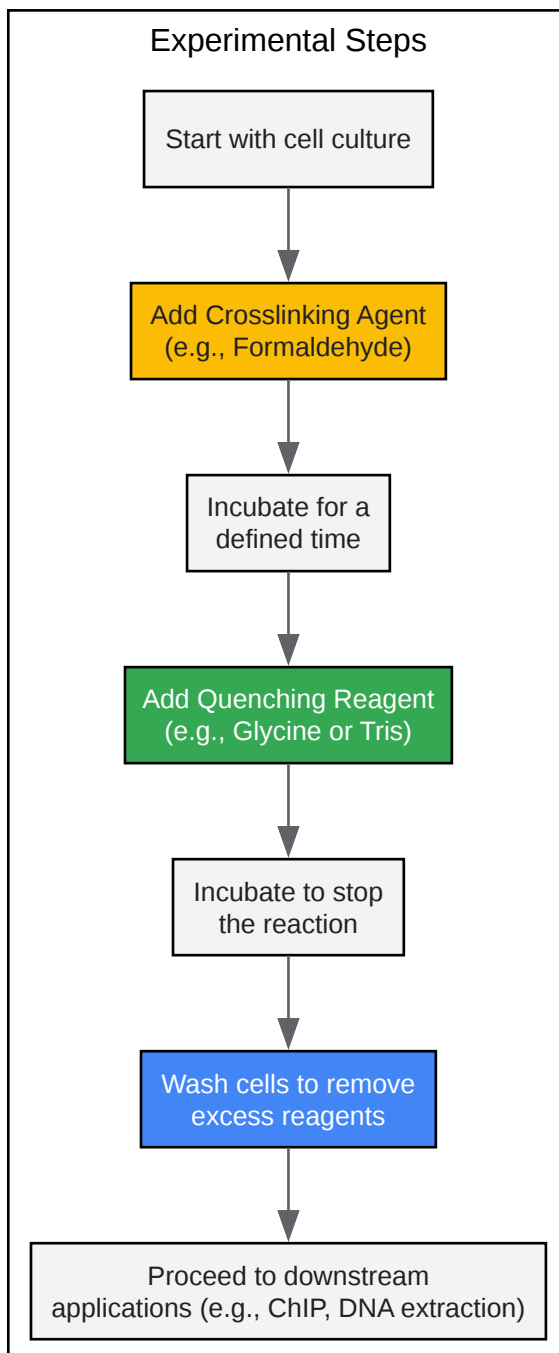 Experimental Steps
Start with cell culture
Add Crosslinking Agent
(e.g., Formaldehyde)
Incubate for a
defined time
Add Quenching Reagent
(e.g., Glycine or Tris)
Incubate to stop
the reaction
Wash cells to remove
excess reagents
Proceed to downstream
applications (e.g., ChIP, DNA extraction)